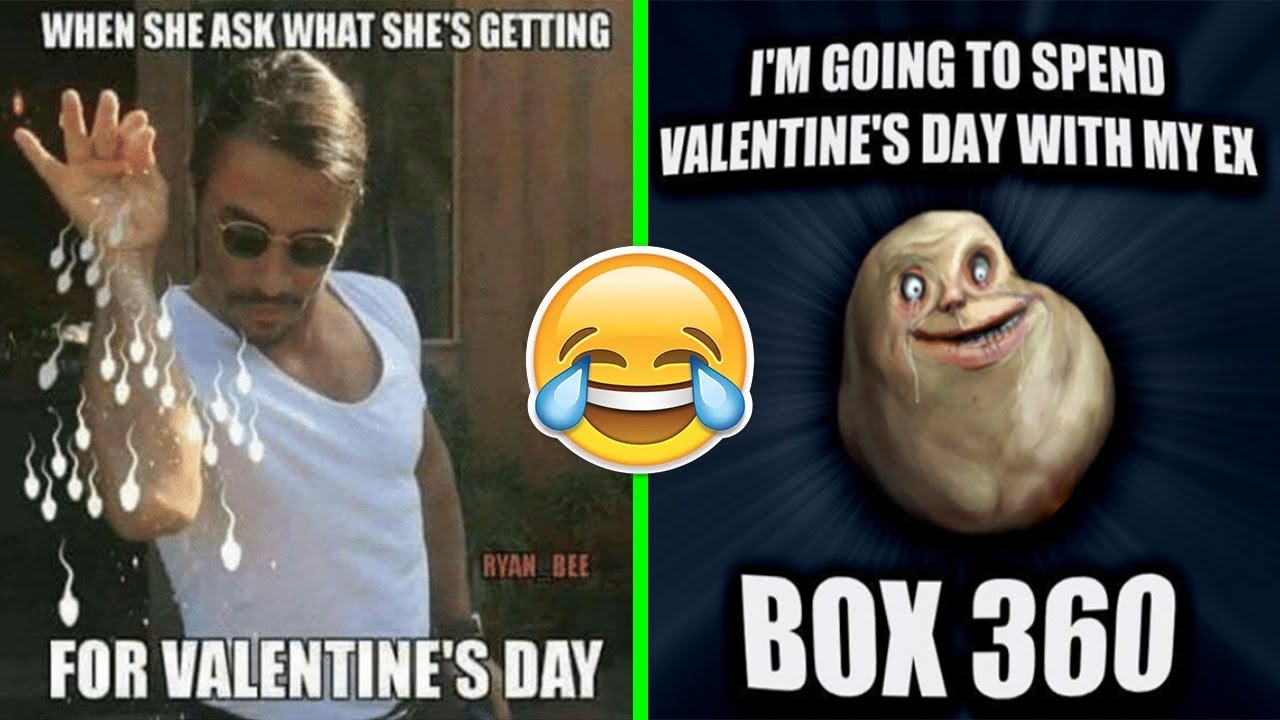 WHEN SHE ASK WHAT SHE'S GETTING
RYAN_BEE
FOR VALENTINE'S DAY
I'M GOING TO SPEND
VALENTINE'S DAY WITH MY EX
BOX 360